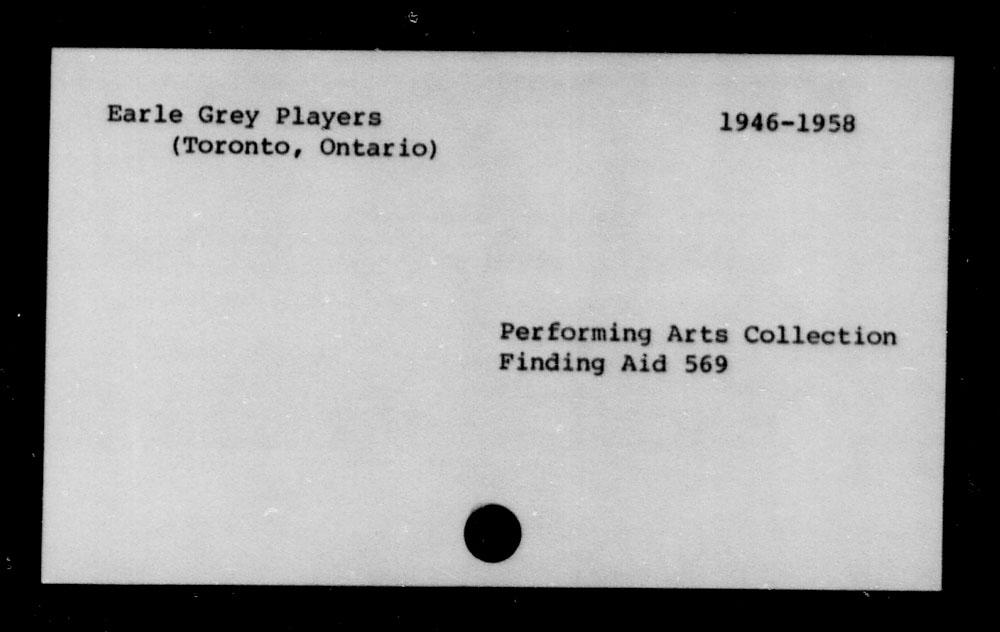 Earle Grey Players 1946-1958
(Toronto, Ontario)
Performing Arts Collection
Finding Aid 569